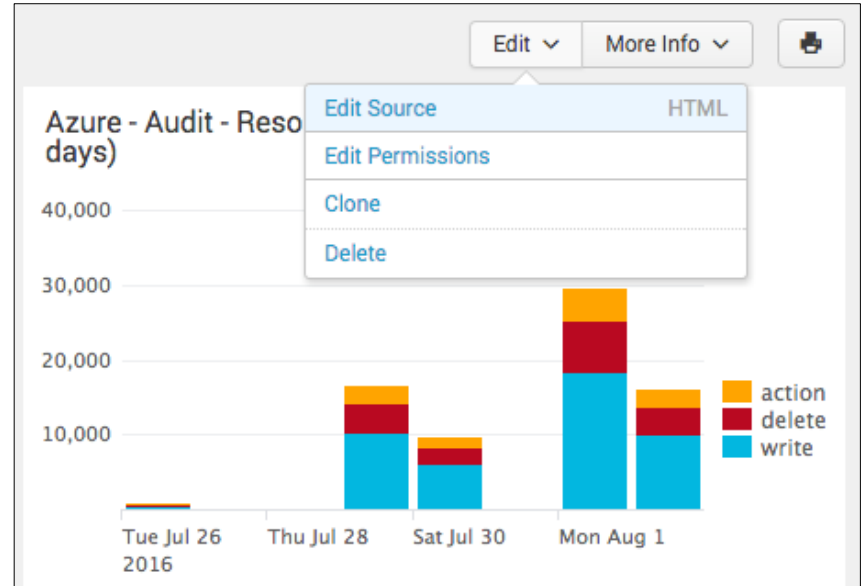 Edit More Info
Edit Source HTML
Edit Permissions
Clone
Delete
Azure - Audit - Reso
days)
40,000
30,000
20,000
10,000
action
delete
write
Tue Jul 26 Thu Jul 28 Sat Jul 30 Mon Aug 1
2016